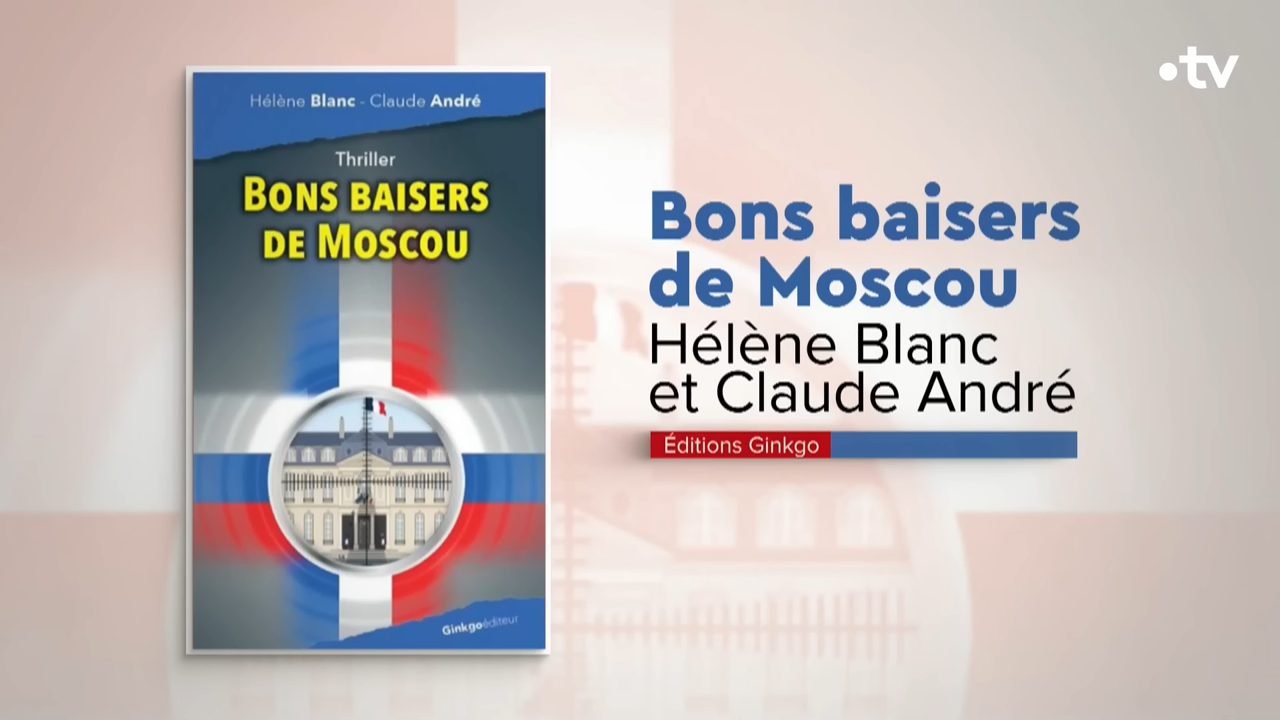 Hélène Blanc - Claude André
Thriller
BONS BAISERS
DE MOSCOU
Ginkgoéditeur
Bons baisers
de Moscou
Hélène Blanc
et Claude André
Éditions Ginkgo
•tv